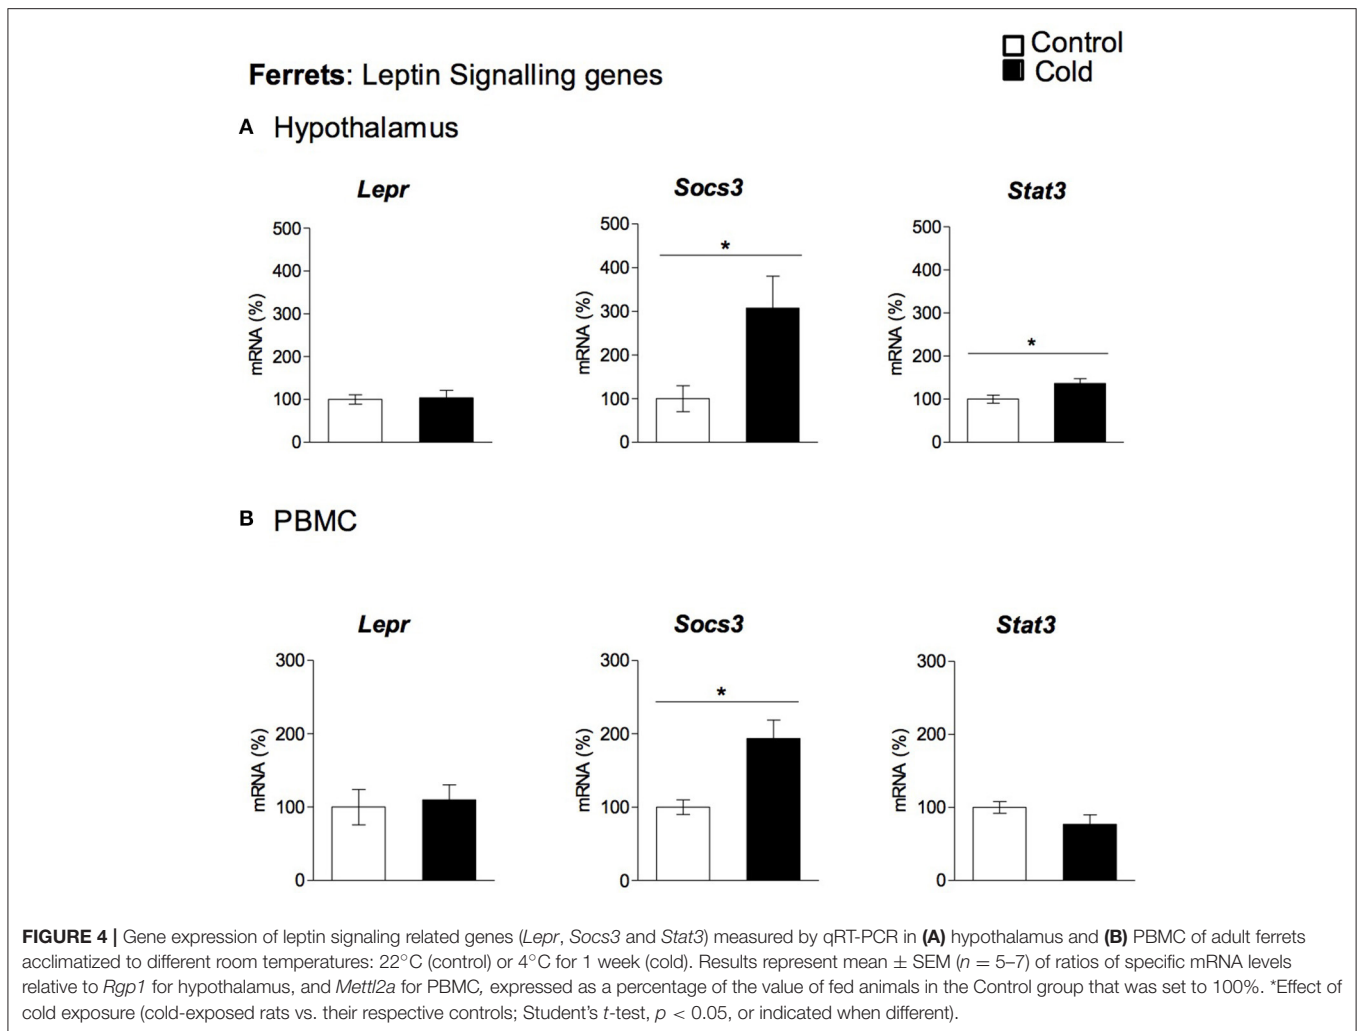 Control
Cold
Ferrets: Leptin Signalling genes
A Hypothalamus
Lepr
Socs3
Stat3
mRNA (%)
500
400
300
200
100
0
mRNA (%)
500
400
300
200
100
0
*
mRNA (%)
500
400
300
200
100
0
*
B PBMC
Lepr
Socs3
Stat3
mRNA (%)
300
200
100
0
mRNA (%)
300
200
100
0
*
mRNA (%)
300
200
100
0
FIGURE 4 | Gene expression of leptin signaling related genes (Lepr, Socs3 and Stat3) measured by qRT-PCR in (A) hypothalamus and (B) PBMC of adult ferrets
acclimatized to different room temperatures: 22°C (control) or 4°C for 1 week (cold). Results represent mean ± SEM (n = 5–7) of ratios of specific mRNA levels
relative to Rgp1 for hypothalamus, and Mettl2a for PBMC, expressed as a percentage of the value of fed animals in the Control group that was set to 100%. *Effect of
cold exposure (cold-exposed rats vs. their respective controls; Student's t-test, p < 0.05, or indicated when different).